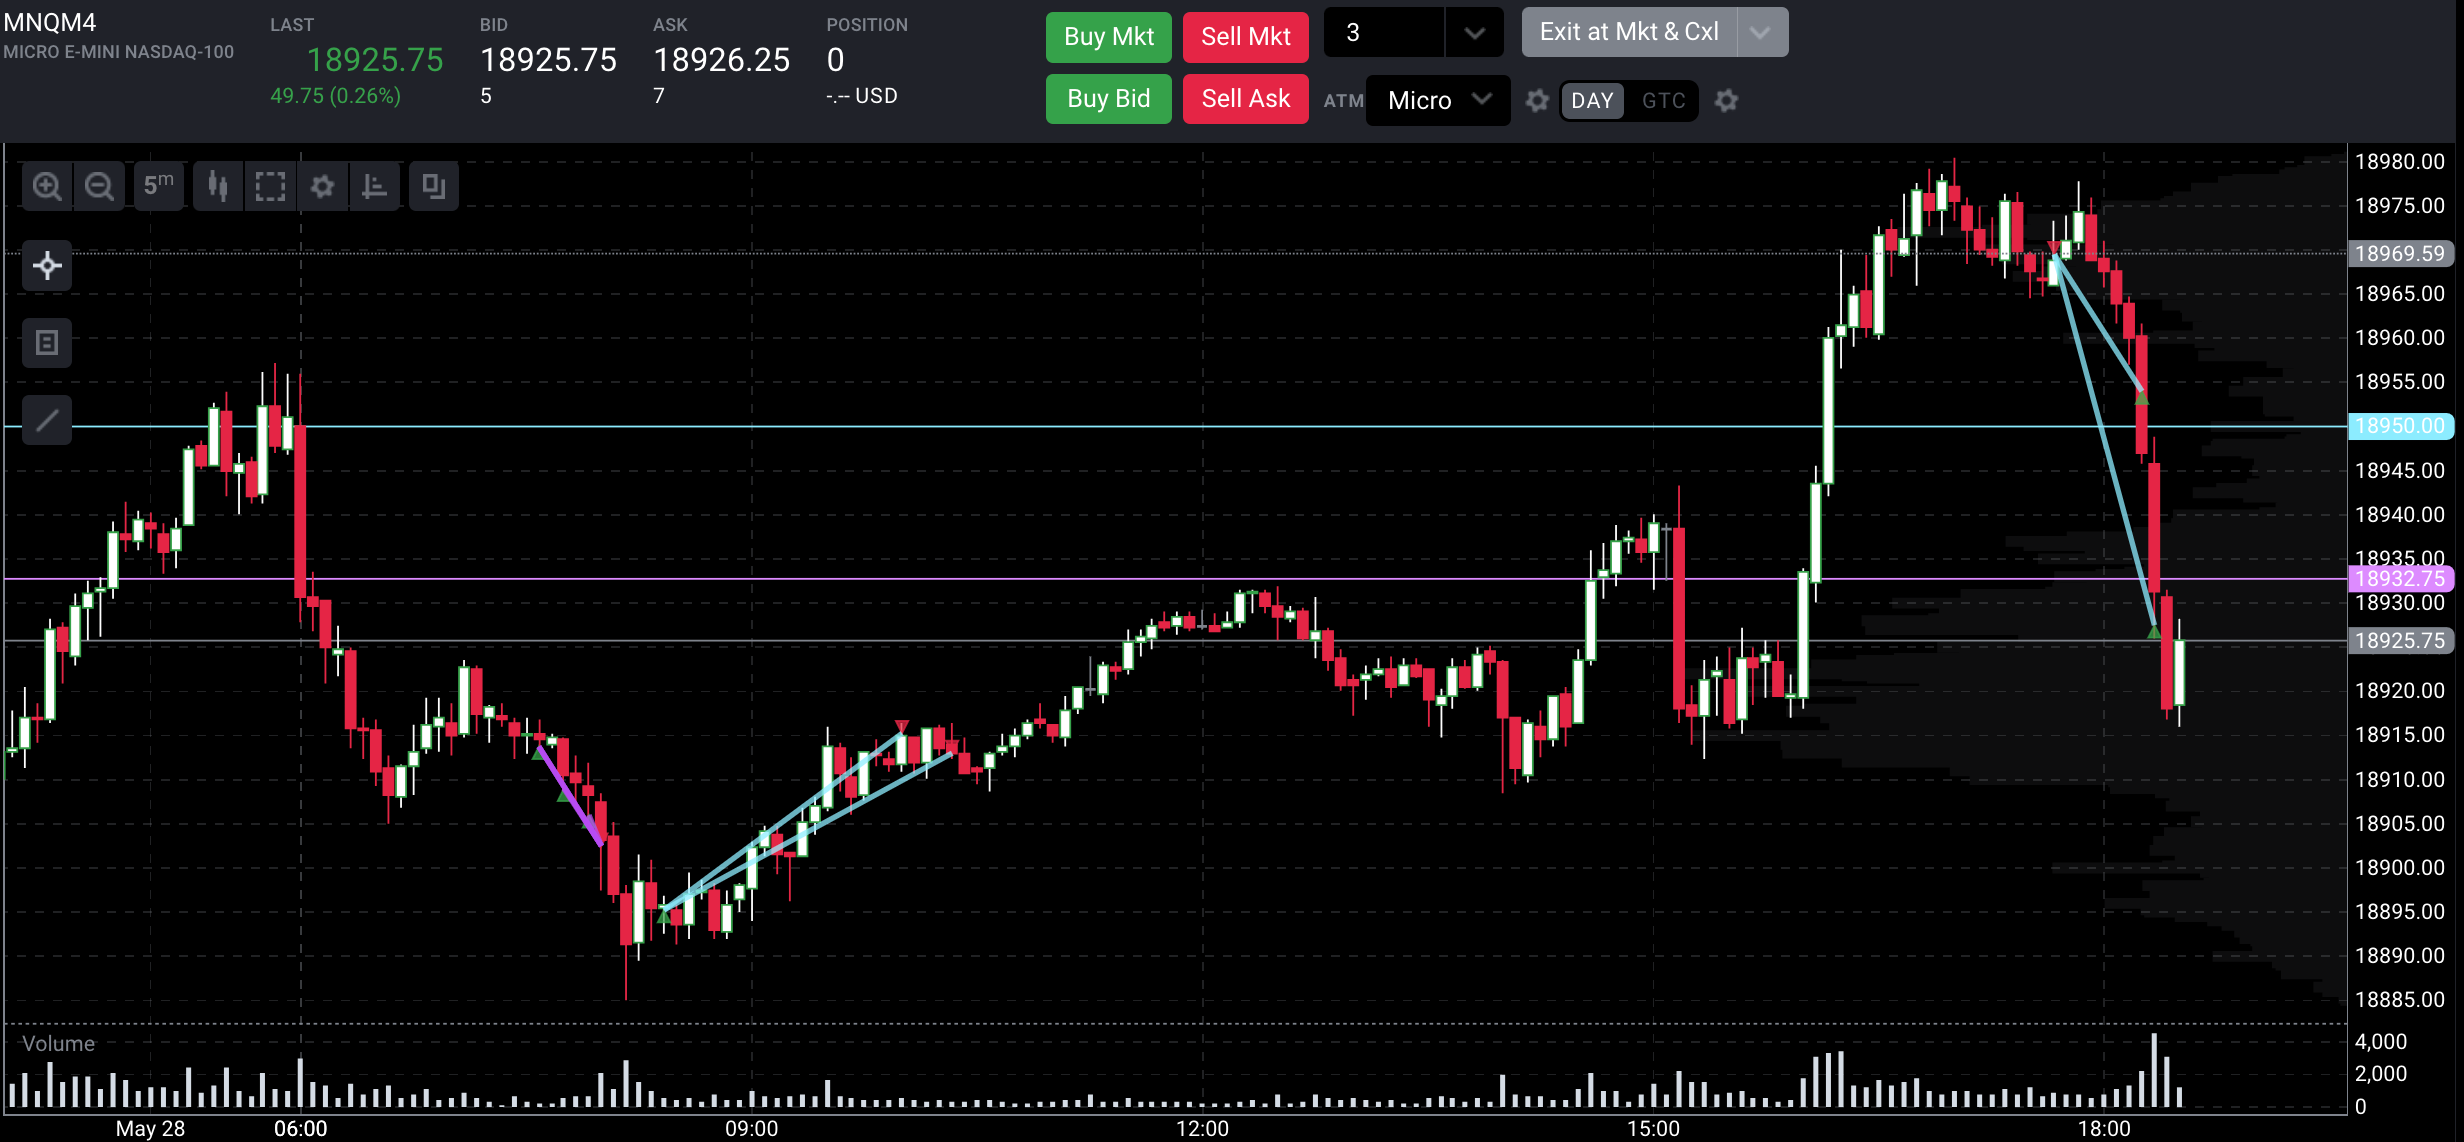 MNQM4
MICRO E-MINI NASDAQ-100
LAST
18925.75
49.75 (0.26%)
BID
18925.75
5
ASK
18926.25
7
POSITION
0
-.-- USD
Buy Mkt
Sell Mkt
3
Exit at Mkt & Cxl
Buy Bid
Sell Ask
ATM
Micro
DAY
GTC
5m
18980.00
18975.00
18969.59
18965.00
18960.00
18955.00
18950.00
18945.00
18940.00
18935.00
18932.75
18930.00
18925.75
18920.00
18915.00
18910.00
18905.00
18900.00
18895.00
18890.00
18885.00
Volume
4,000
2,000
0
May 28
06:00
09:00
12:00
15:00
18:00